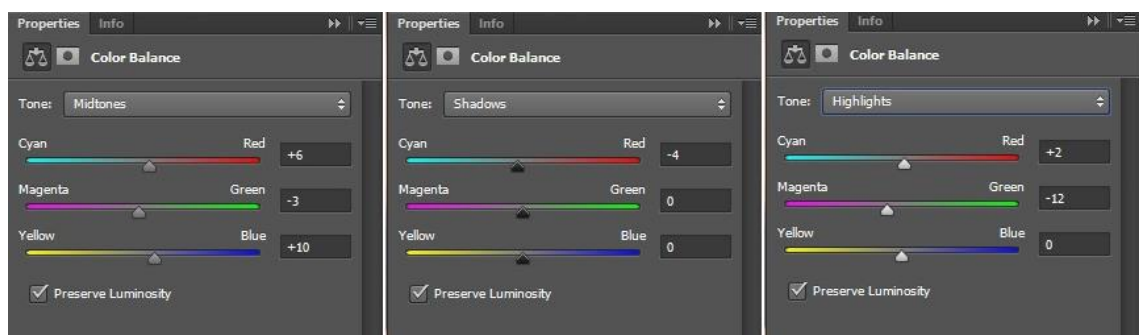 Properties Info
Color Balance
Tone: Midtones
Cyan Red +6
Magenta Green -3
Yellow Blue +10
Preserve Luminosity
Properties Info
Color Balance
Tone: Shadows
Cyan Red -4
Magenta Green 0
Yellow Blue 0
Preserve Luminosity
Properties Info
Color Balance
Tone: Highlights
Cyan Red +2
Magenta Green -12
Yellow Blue 0
Preserve Luminosity